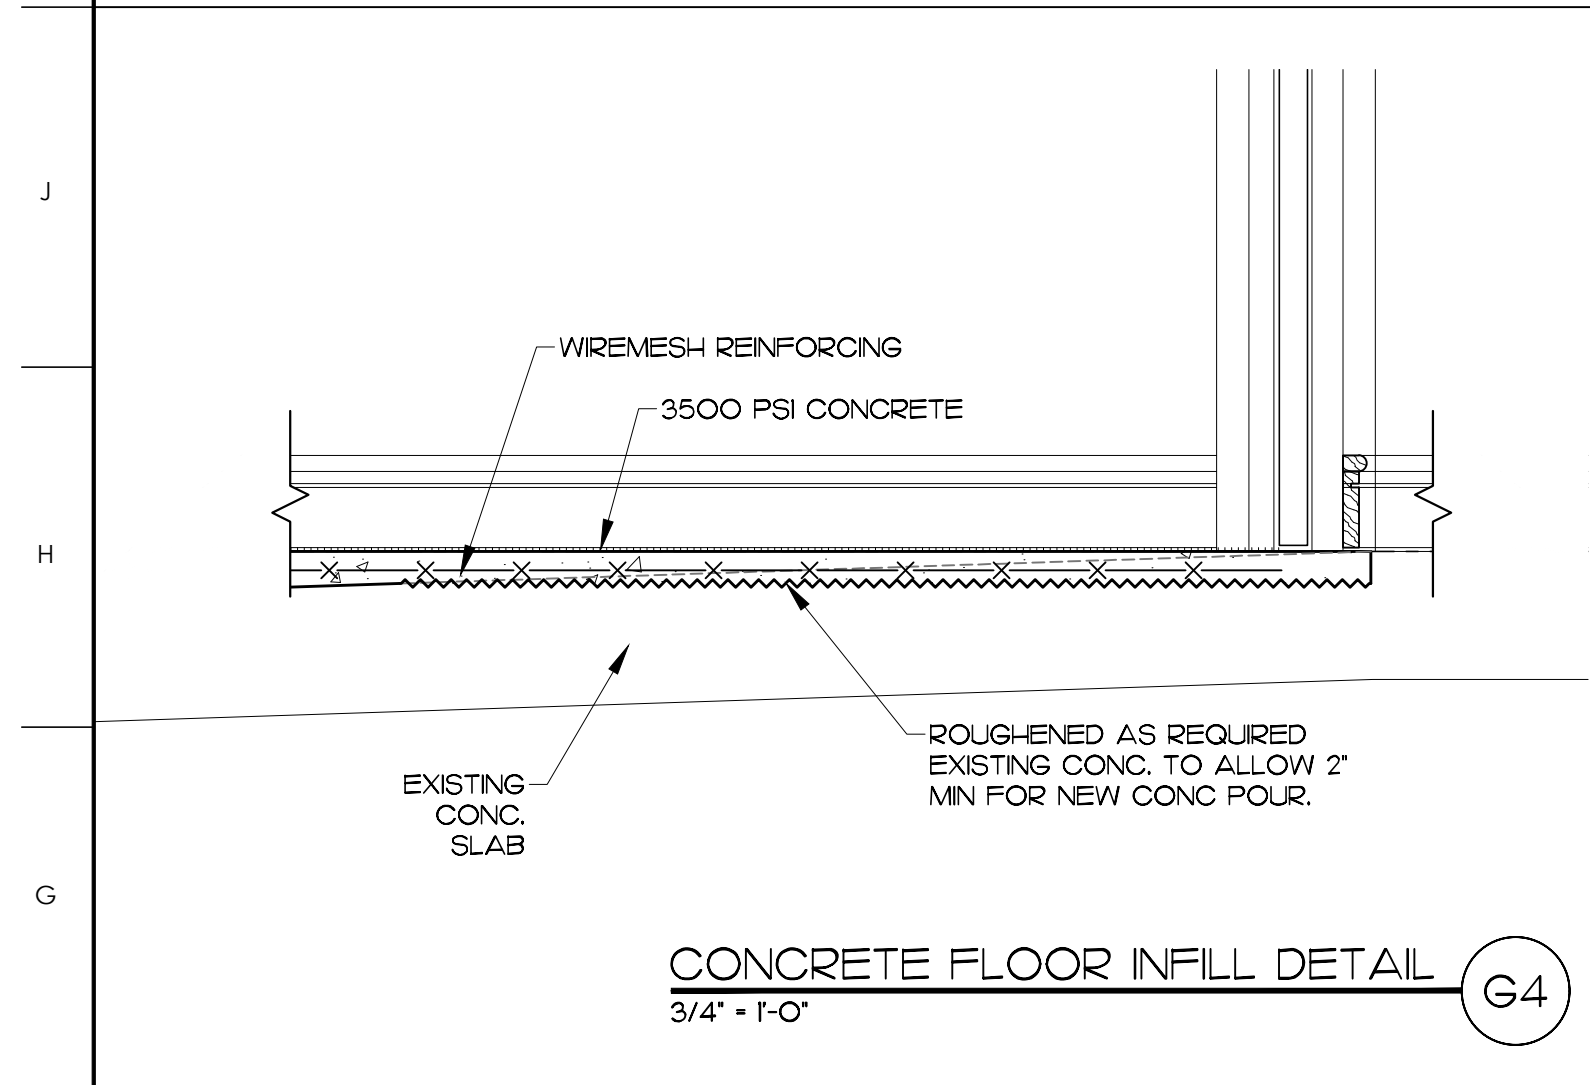 J
WIREMESH REINFORCING
3500 PSI CONCRETE
H
ROUGHENED AS REQUIRED
EXISTING CONC. TO ALLOW 2"
MIN FOR NEW CONC POUR.
EXISTING
CONC.
SLAB
G
CONCRETE FLOOR INFILL DETAIL
G4
3/4" = 1'-0"